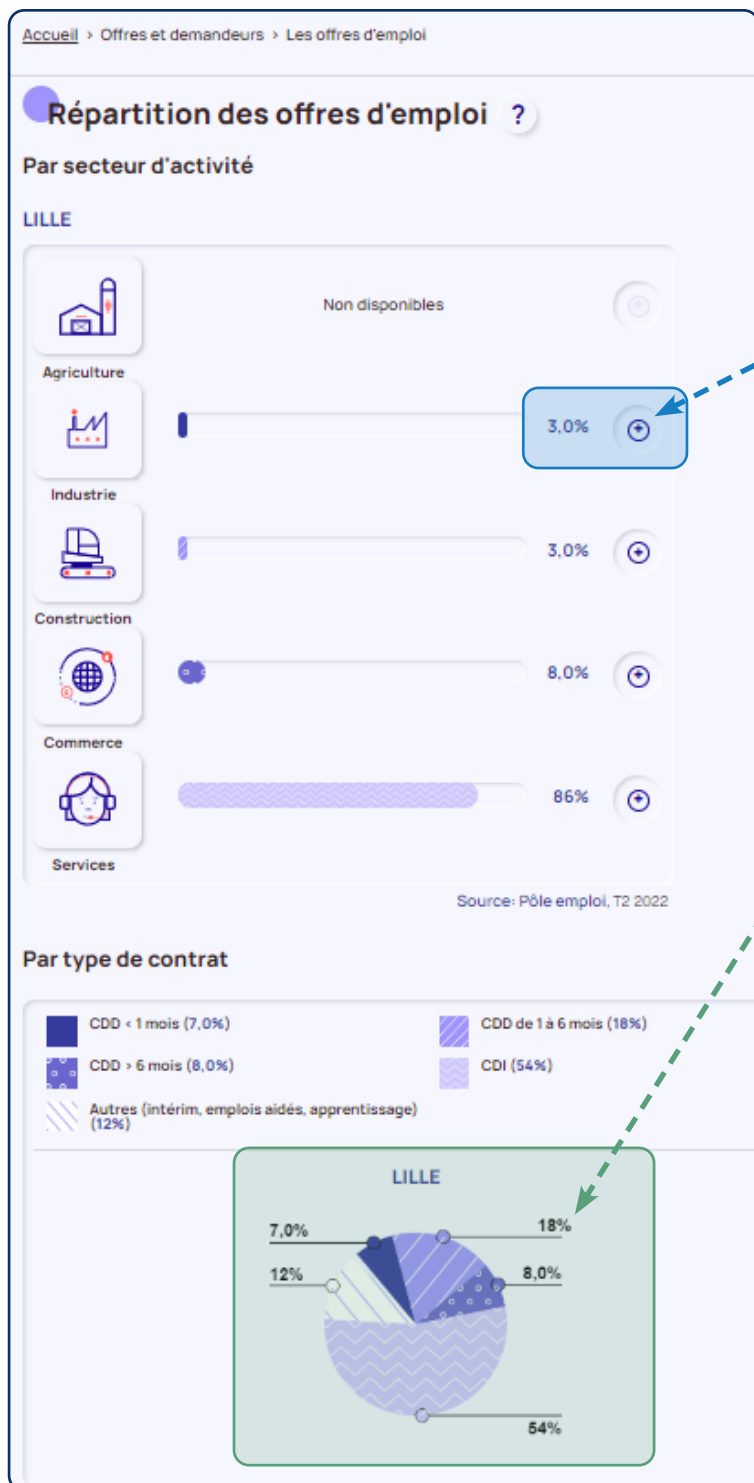 Accueil > Offres et demandeurs > Les offres d'emploi
Répartition des offres d'emploi ?
Par secteur d'activité
LILLE
Non disponibles
Agriculture
3,0%
Industrie
3,0%
Construction
8,0%
Commerce
86%
Services
Source: Pôle emploi, T2 2022
Par type de contrat
CDD < 1 mois (7,0%)
CDD de 1 à 6 mois (18%)
CDD > 6 mois (8,0%)
CDI (54%)
Autres (intérim, emplois aidés, apprentissage)
(12%)
LILLE
7,0%
18%
12%
8,0%
54%